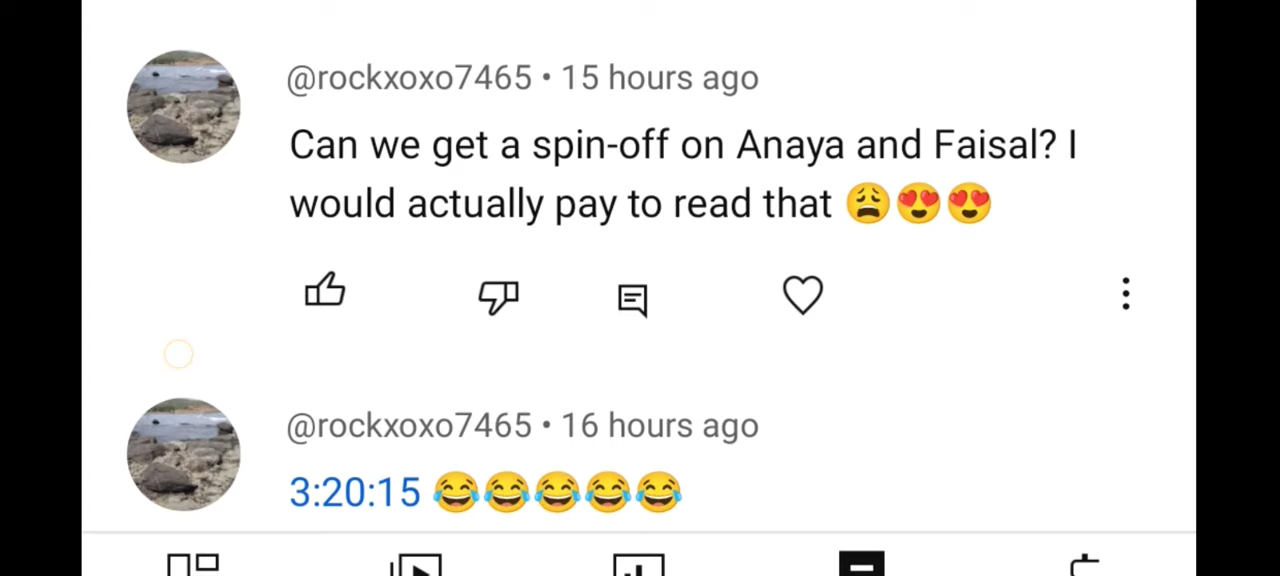 @rockxoxo7465 • 15 hours ago
Can we get a spin-off on Anaya and Faisal? I
would actually pay to read that 😩😍😍
@rockxoxo7465 • 16 hours ago
3:20:15 😂😂😂😂😂